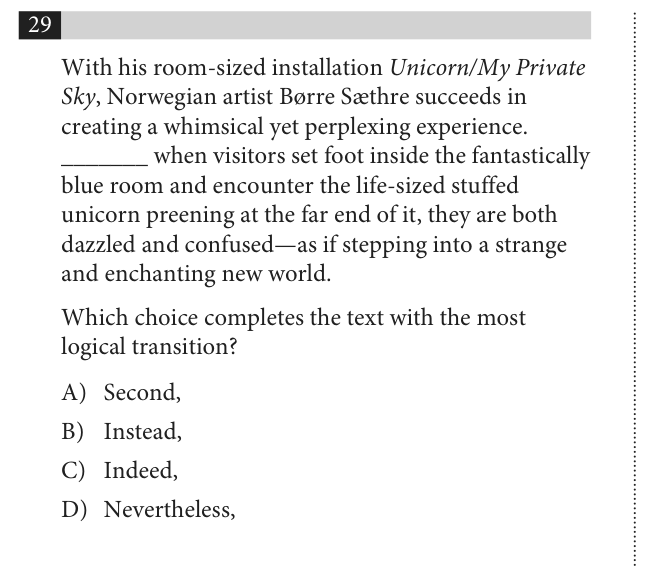 29
With his room-sized installation Unicorn/My Private
Sky, Norwegian artist Børre Sæthre succeeds in
creating a whimsical yet perplexing experience.
_______ when visitors set foot inside the fantastically
blue room and encounter the life-sized stuffed
unicorn preening at the far end of it, they are both
dazzled and confused—as if stepping into a strange
and enchanting new world.
Which choice completes the text with the most
logical transition?
A) Second,
B) Instead,
C) Indeed,
D) Nevertheless,